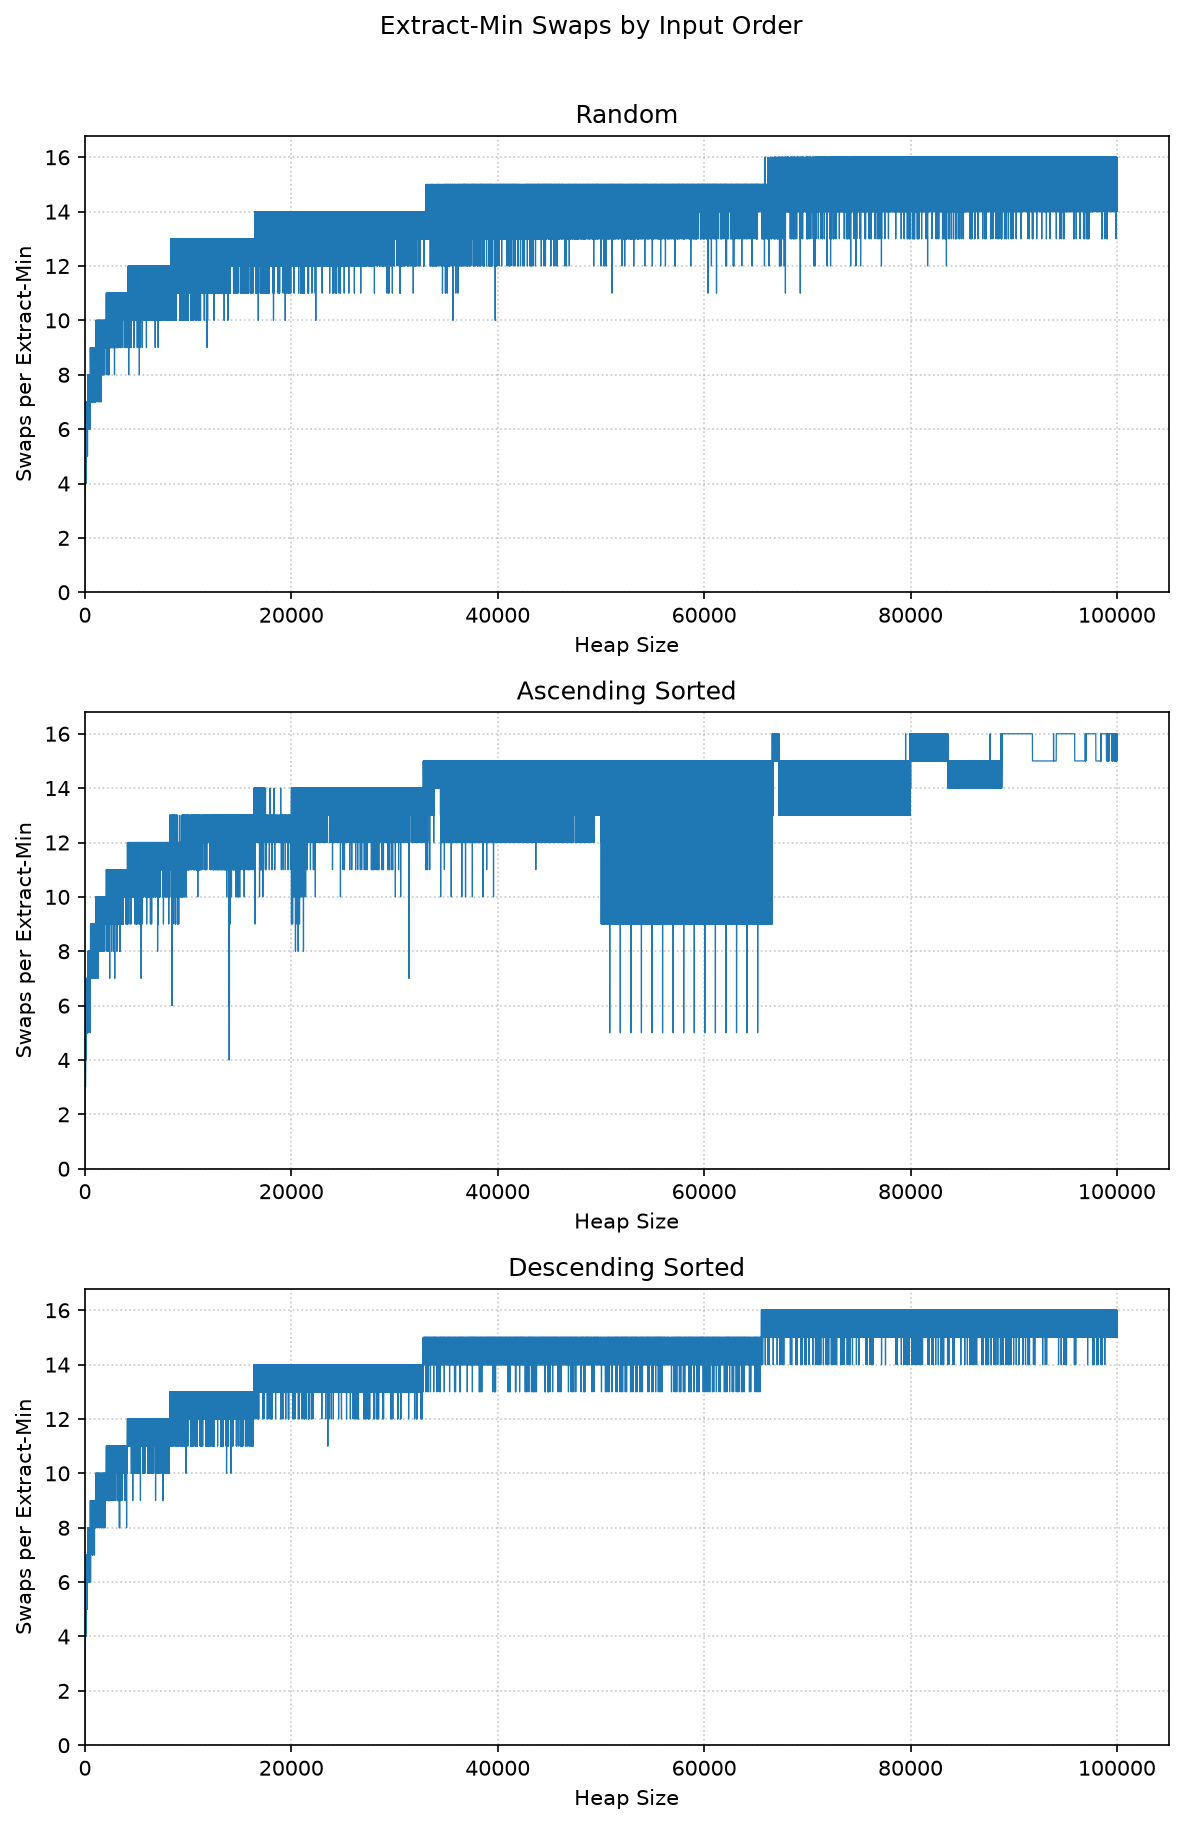 Extract-Min Swaps by Input Order
Random
16
14
12
10
8
6
4
2
0
Swaps per Extract-Min
0 20000 40000 60000 80000 100000
Heap Size
Ascending Sorted
16
14
12
10
8
6
4
2
0
Swaps per Extract-Min
0 20000 40000 60000 80000 100000
Heap Size
Descending Sorted
16
14
12
10
8
6
4
2
0
Swaps per Extract-Min
0 20000 40000 60000 80000 100000
Heap Size